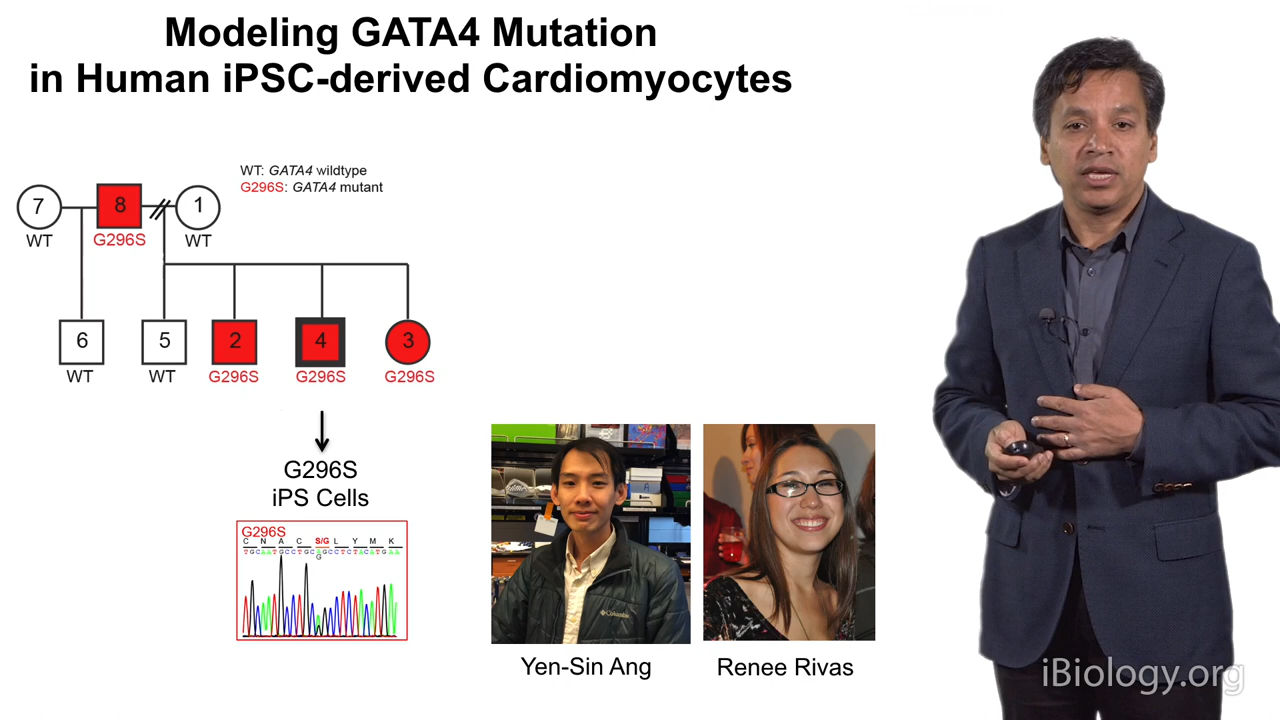 Modeling GATA4 Mutation
in Human iPSC-derived Cardiomyocytes
WT: GATA4 wildtype
G296S: GATA4 mutant
7
8
1
WT
G296S
WT
6
5
2
4
3
WT
WT
G296S
G296S
G296S
G296S
iPS Cells
G296S
C N A C S/G L Y M K
TGCAATGCCTGCAGCCTCTACATGAA
G
A
Columbia
Yen-Sin Ang
Renee Rivas
iBiology.org